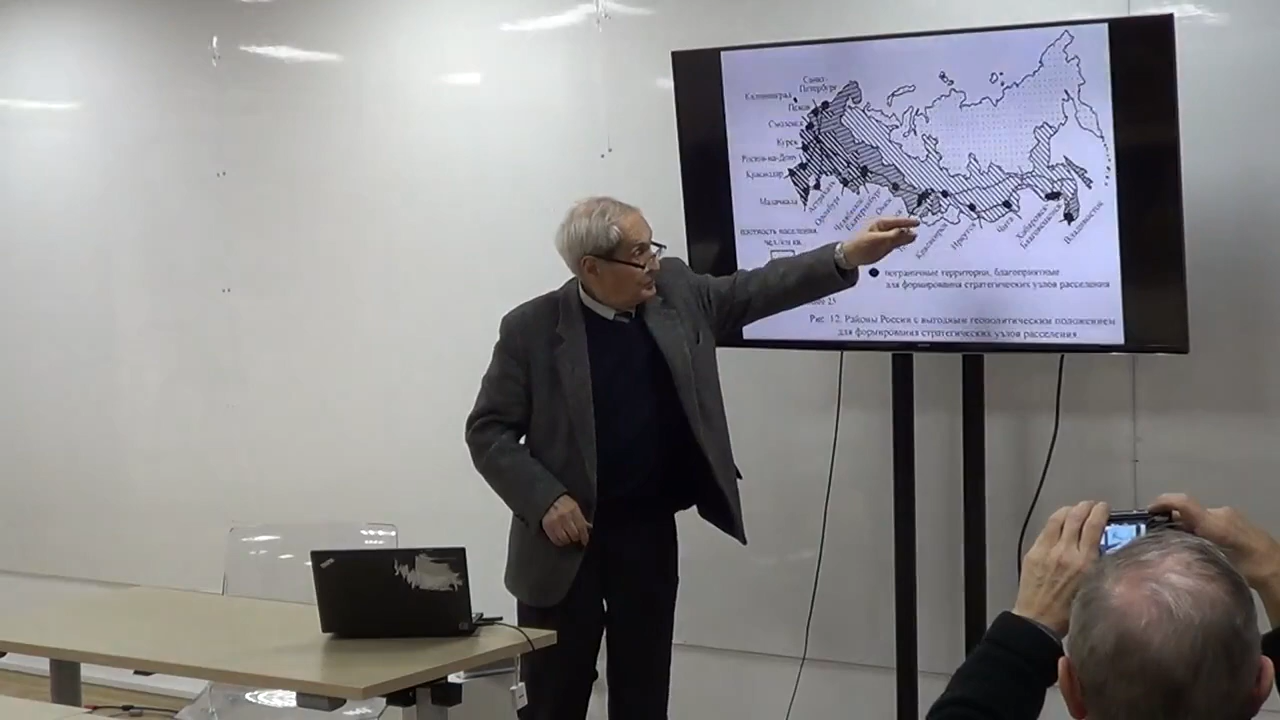 Санкт-
Петербург
Калининград
Псков
Смоленск
Курск
Ростов-на-Дону
Краснодар
Махачкала
Астрахань
Оренбург
Челябинск
Екатеринбург
Омск
Красноярск
Иркутск
Чита
Хабаровск
Благовещенск
Владивосток
плотность населения,
чел./км кв.
пограничные территории, благоприятные
для формирования стратегических узлов расселения
25
Рис. 12. Районы России с выгодным геополитическим положением
для формирования стратегических узлов расселения